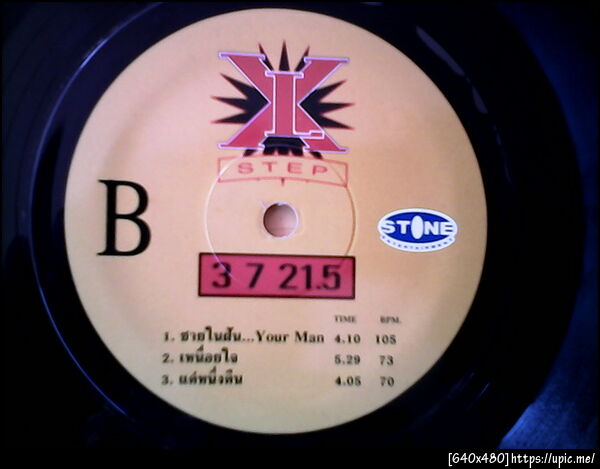 XL
STEP
B
STONE
ENTERTAINMENT
3 7 21.5
TIME BPM.
1. ชายในฝัน...Your Man 4.10 105
2. เหนื่อยใจ 5.29 73
3. แค่หนึ่งคืน 4.05 70
[640x480]https://upic.me/